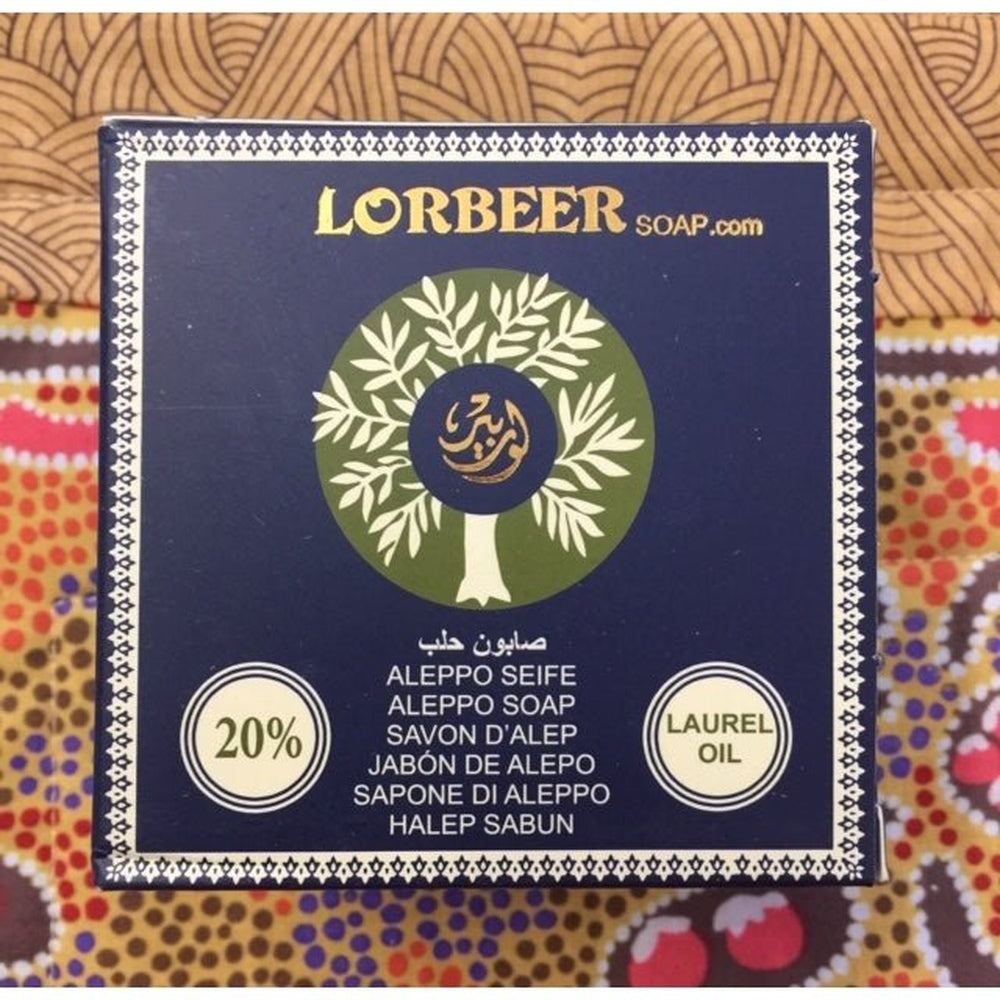 LORBEER SOAP.com
لوربير
صابون حلب
ALEPPO SEIFE
ALEPPO SOAP
SAVON D'ALEP
JABÓN DE ALEPO
SAPONE DI ALEPPO
HALEP SABUN
20%
LAUREL
OIL